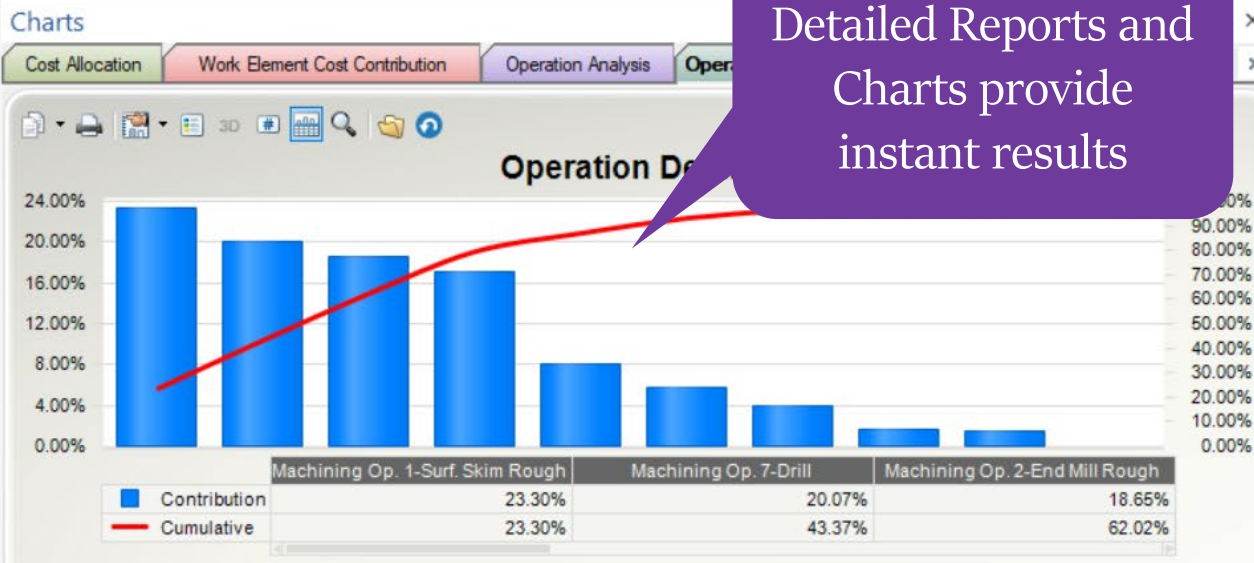 Charts
Detailed Reports and
Charts provide
instant results
Cost Allocation Work Element Cost Contribution Operation Analysis
3D #
Operation
24.00% 90.00%
20.00% 80.00%
16.00% 70.00%
12.00% 60.00%
8.00% 50.00%
4.00% 40.00%
0.00% 30.00%
20.00%
10.00%
0.00%
Machining Op. 1-Surf. Skim Rough Machining Op. 7-Drill Machining Op. 2-End Mill Rough
Contribution 23.30% 20.07% 18.65%
Cumulative 23.30% 43.37% 62.02%